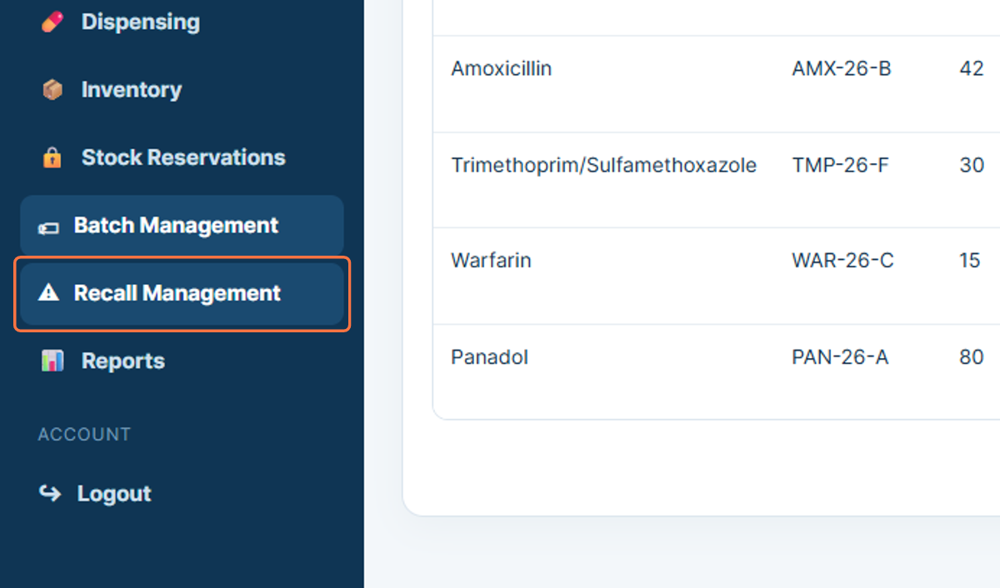 Dispensing
Inventory
Stock Reservations
Batch Management
Recall Management
Reports
ACCOUNT
Logout
Amoxicillin AMX-26-B 42
Trimethoprim/Sulfamethoxazole TMP-26-F 30
Warfarin WAR-26-C 15
Panadol PAN-26-A 80